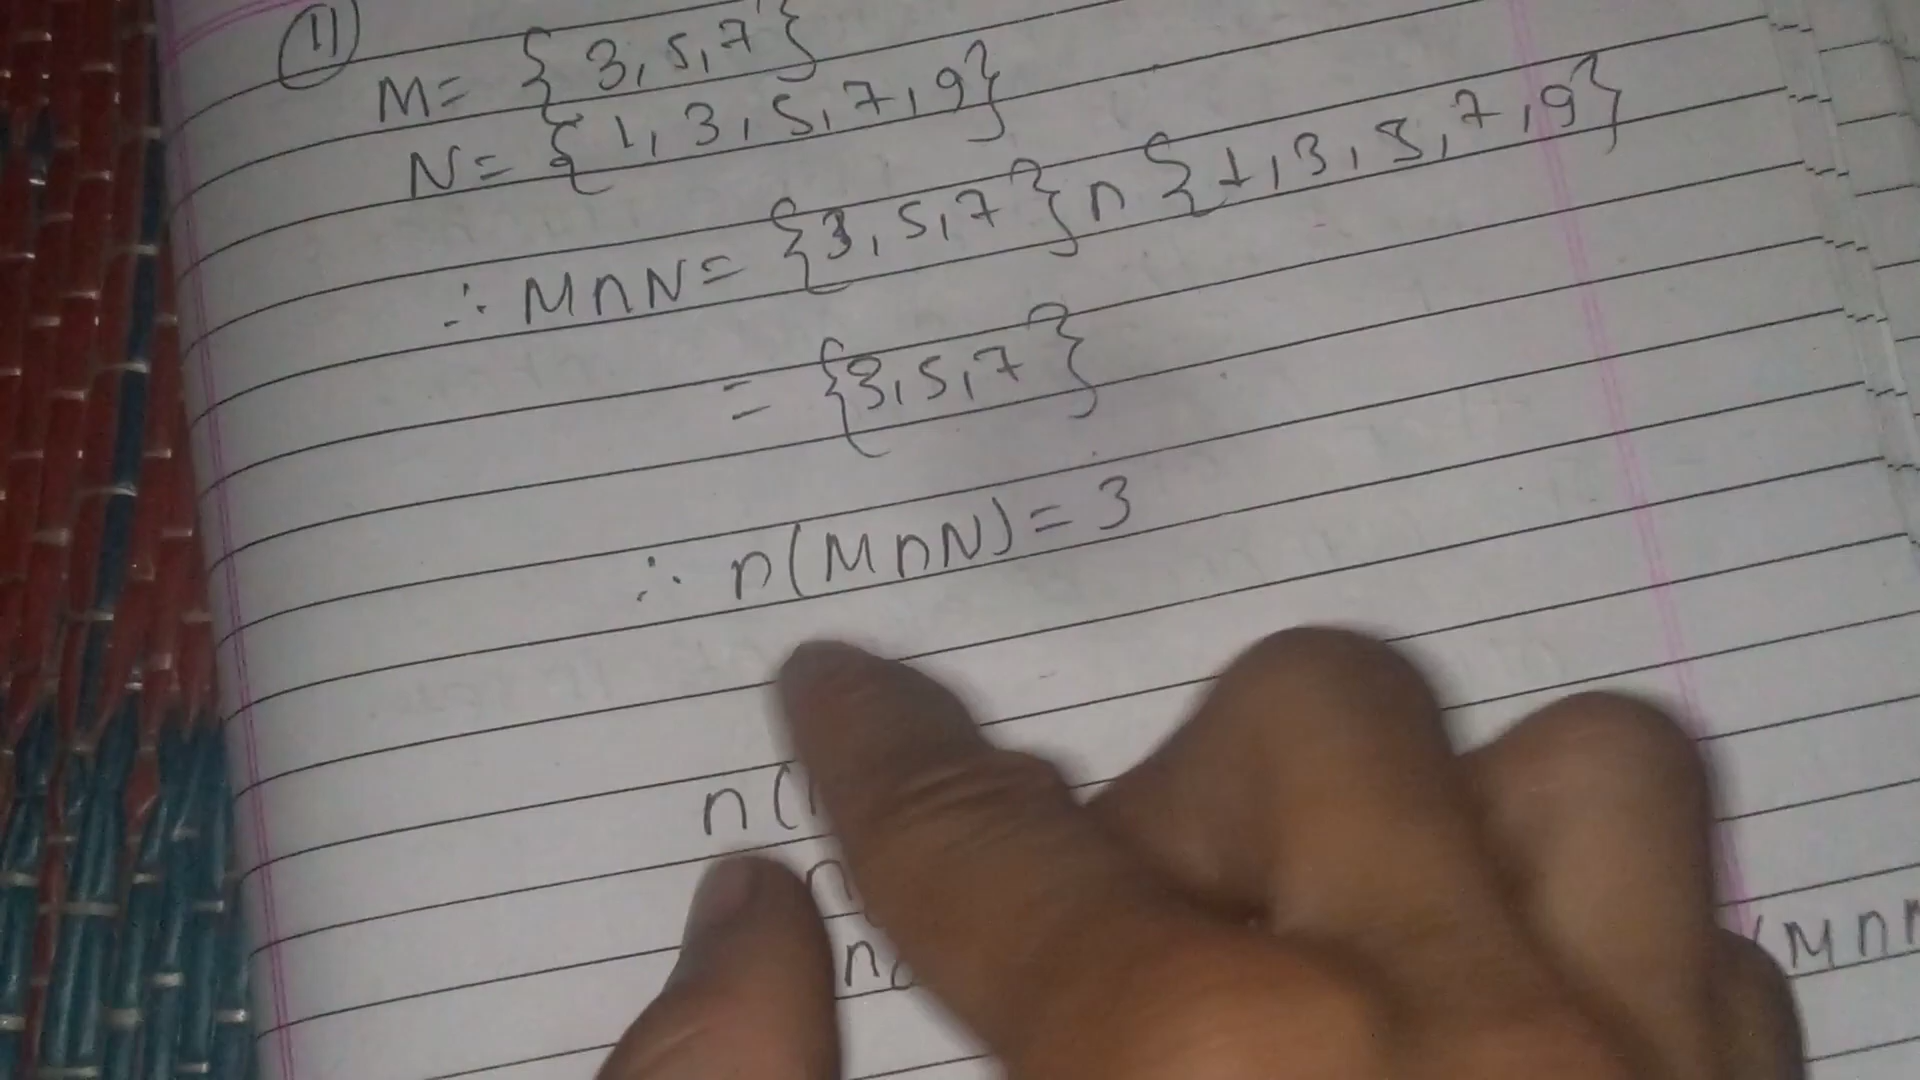 11
M= {3,5,7}
N= {1,3,5,7,9}
∴ M∩N= {3,5,7}∩{1,3,5,7,9}
= {3,5,7}
∴ n(M∩N)=3
n(
n
n
(M∩